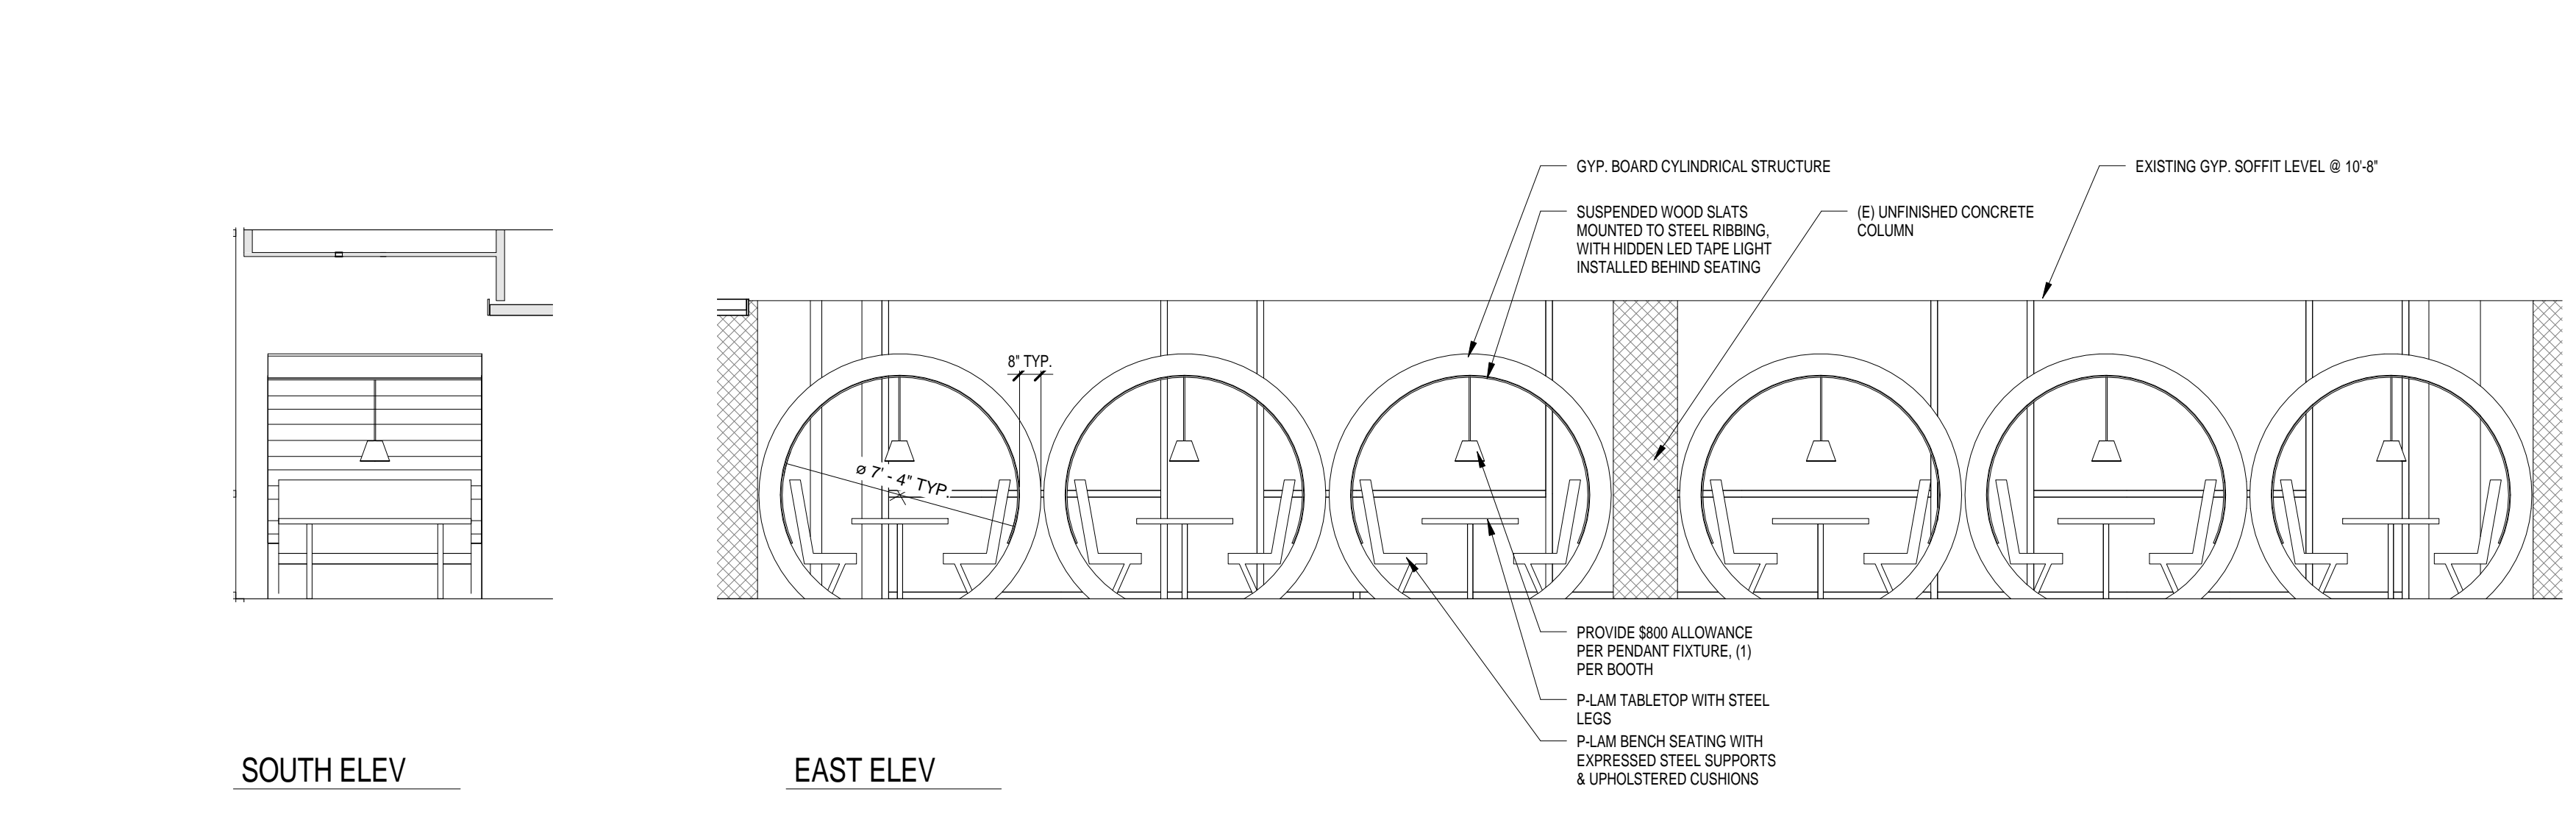 GYP. BOARD CYLINDRICAL STRUCTURE
EXISTING GYP. SOFFIT LEVEL @ 10'-8"
SUSPENDED WOOD SLATS
MOUNTED TO STEEL RIBBING,
WITH HIDDEN LED TAPE LIGHT
INSTALLED BEHIND SEATING
(E) UNFINISHED CONCRETE
COLUMN
8" TYP.
ø 7' - 4" TYP.
PROVIDE $800 ALLOWANCE
PER PENDANT FIXTURE, (1)
PER BOOTH
P-LAM TABLETOP WITH STEEL
LEGS
P-LAM BENCH SEATING WITH
EXPRESSED STEEL SUPPORTS
& UPHOLSTERED CUSHIONS
SOUTH ELEV
EAST ELEV